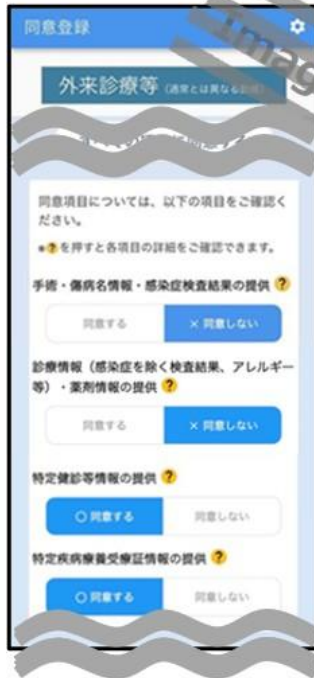 同意登録
Imag
外来診療等 (通常とは異なる
同意項目については、以下の項目をご確認く
ださい。
※?を押すと各項目の詳細をご確認できます。
手術・傷病名情報・感染症検査結果の提供 ?
同意する × 同意しない
診療情報（感染症を除く検査結果、アレルギー
等）・薬剤情報の提供 ?
同意する × 同意しない
特定健診等情報の提供 ?
〇 同意する 同意しない
特定疾病療養受療証情報の提供 ?
〇 同意する 同意しない